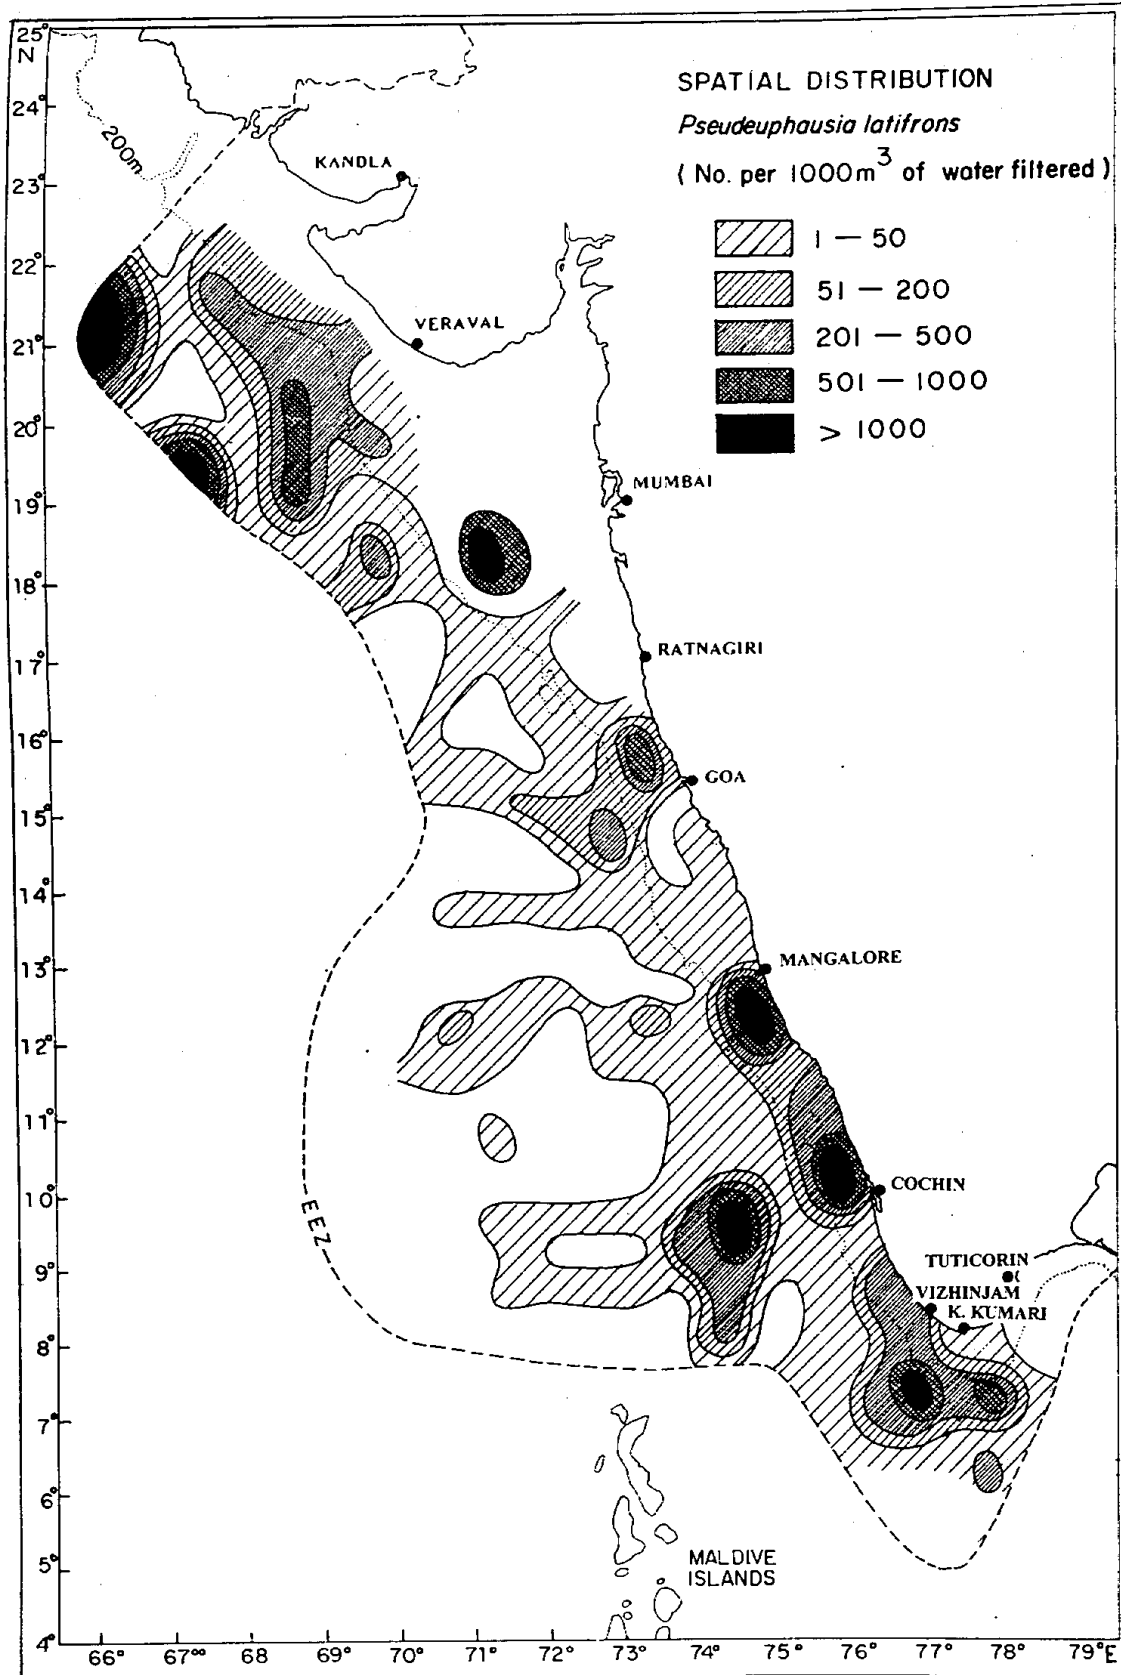 SPATIAL DISTRIBUTION
Pseudeuphausia latifrons
( No. per 1000m³ of water filtered )
1 — 50
51 — 200
201 — 500
501 — 1000
> 1000
25°
N
24°
23°
22°
21°
20°
19°
18°
17°
16°
15°
14°
13°
12°
11°
10°
9°
8°
7°
6°
5°
4°
200m
KANDLA
VERAVAL
MUMBAI
RATNAGIRI
GOA
MANGALORE
COCHIN
TUTICORIN
VIZHINJAM
K. KUMARI
EEZ
MALDIVE
ISLANDS
66° 67°° 68° 69° 70° 71° 72° 73° 74° 75° 76° 77° 78° 79° E